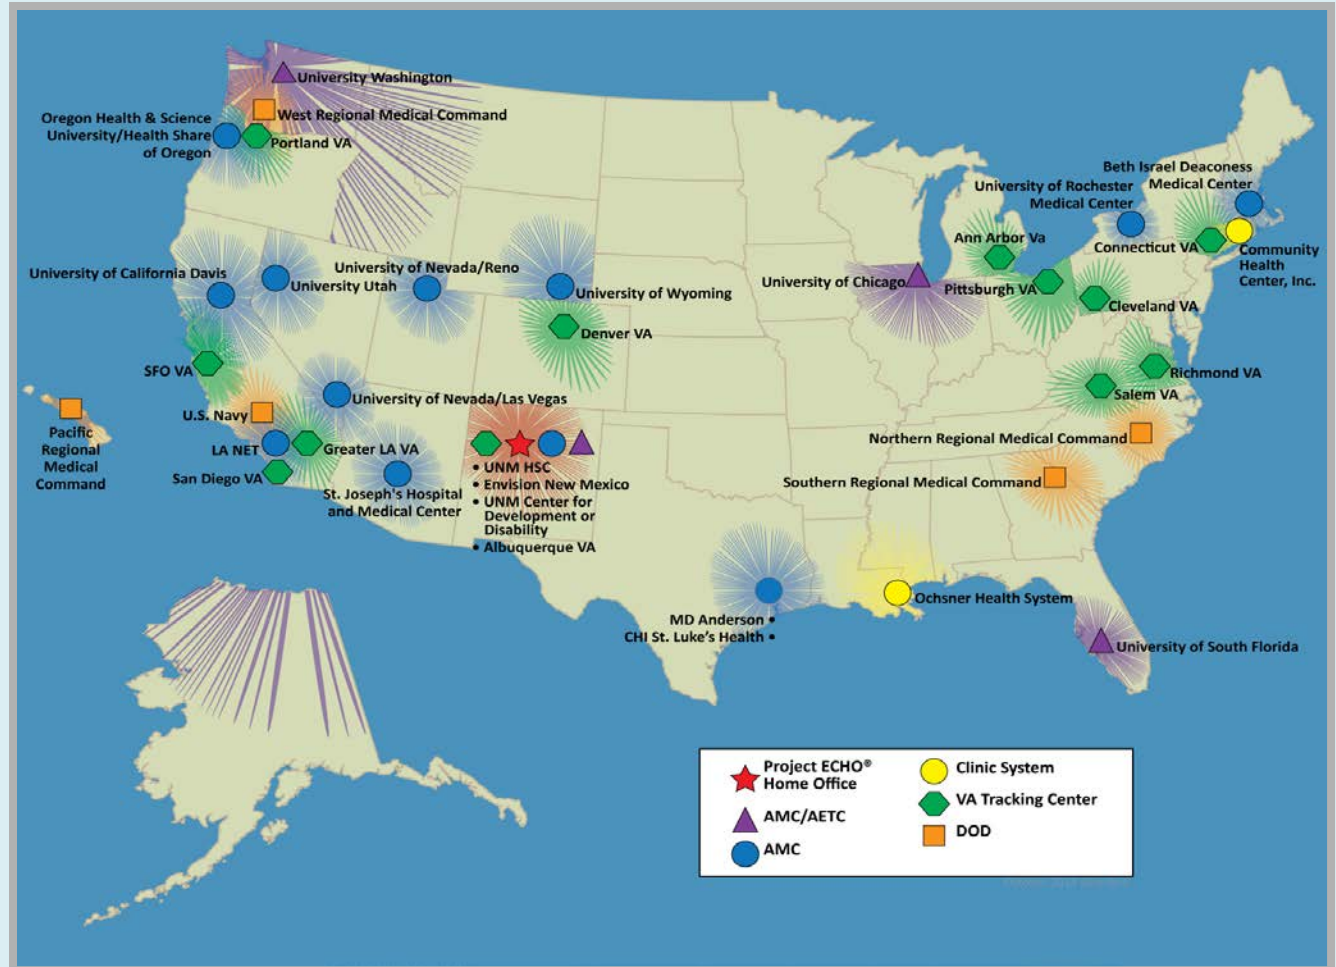 University Washington
West Regional Medical Command
Oregon Health & Science
University/Health Share
of Oregon
Portland VA
Beth Israel Deaconess
Medical Center
University of Rochester
Medical Center
Ann Arbor Va
Connecticut VA
Community
Health
Center, Inc.
University of California Davis
University of Nevada/Reno
University Utah
University of Wyoming
University of Chicago
Pittsburgh VA
Cleveland VA
Denver VA
SFO VA
Richmond VA
Salem VA
University of Nevada/Las Vegas
U.S. Navy
Pacific
Regional
Medical
Command
LA NET
Greater LA VA
San Diego VA
St. Joseph's Hospital
and Medical Center
• UNM HSC
• Envision New Mexico
• UNM Center for
Development or
Disability
• Albuquerque VA
Northern Regional Medical Command
Southern Regional Medical Command
Ochsner Health System
MD Anderson •
CHI St. Luke's Health •
University of South Florida
Project ECHO®
Home Office
AMC/AETC
AMC
Clinic System
VA Tracking Center
DOD